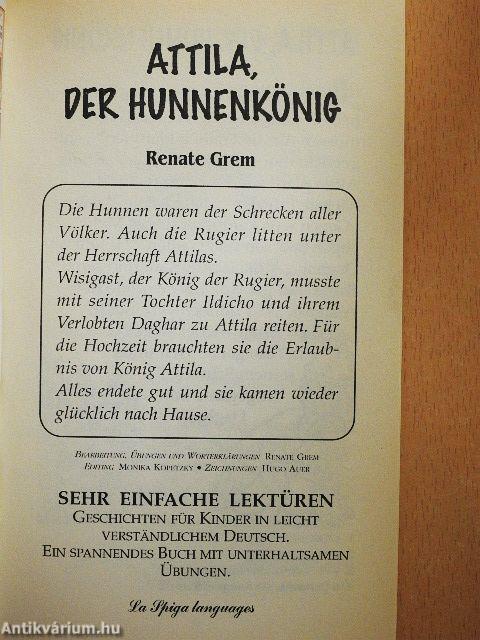 ATTILA,
DER HUNNENKÖNIG
Renate Grem
Die Hunnen waren der Schrecken aller
Völker. Auch die Rugier litten unter
der Herrschaft Attilas.
Wisigast, der König der Rugier, musste
mit seiner Tochter Ildicho und ihrem
Verlobten Daghar zu Attila reiten. Für
die Hochzeit brauchten sie die Erlaub-
nis von König Attila.
Alles endete gut und sie kamen wieder
glücklich nach Hause.
BEARBEITUNG, ÜBUNGEN UND WORTERKLÄRUNGEN RENATE GREM
EDITING MONIKA KOPETZKY • ZEICHNUNGEN HUGO AUER
SEHR EINFACHE LEKTÜREN
GESCHICHTEN FÜR KINDER IN LEICHT
VERSTÄNDLICHEM DEUTSCH.
EIN SPANNENDES BUCH MIT UNTERHALTSAMEN
ÜBUNGEN.
La Spiga languages
Antikvárium.hu